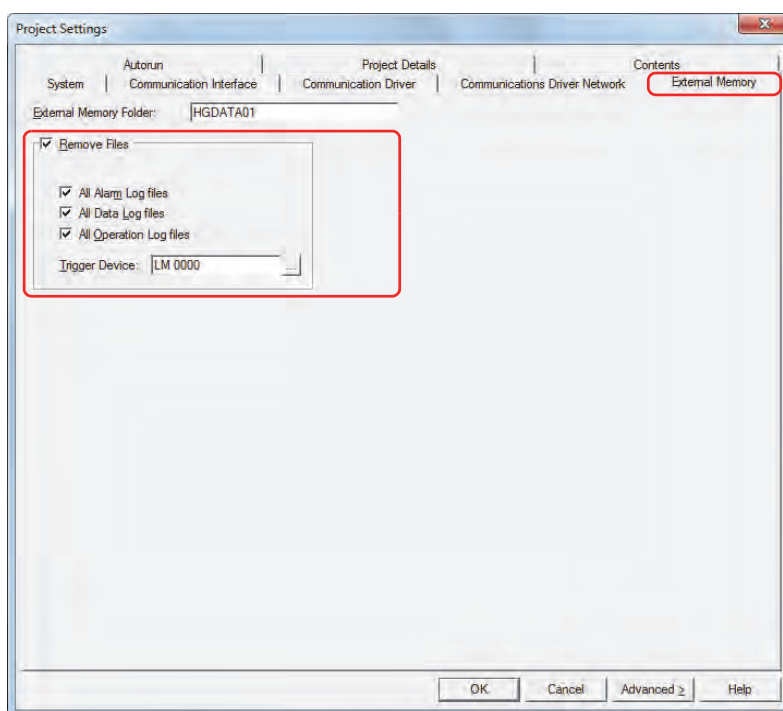 Project Settings
Autorun Project Details Contents
System Communication Interface Communication Driver Communications Driver Network External Memory
External Memory Folder: HGDATA01
Remove Files
All Alarm Log files
All Data Log files
All Operation Log files
Trigger Device: LM 0000 ...
OK Cancel Advanced > Help